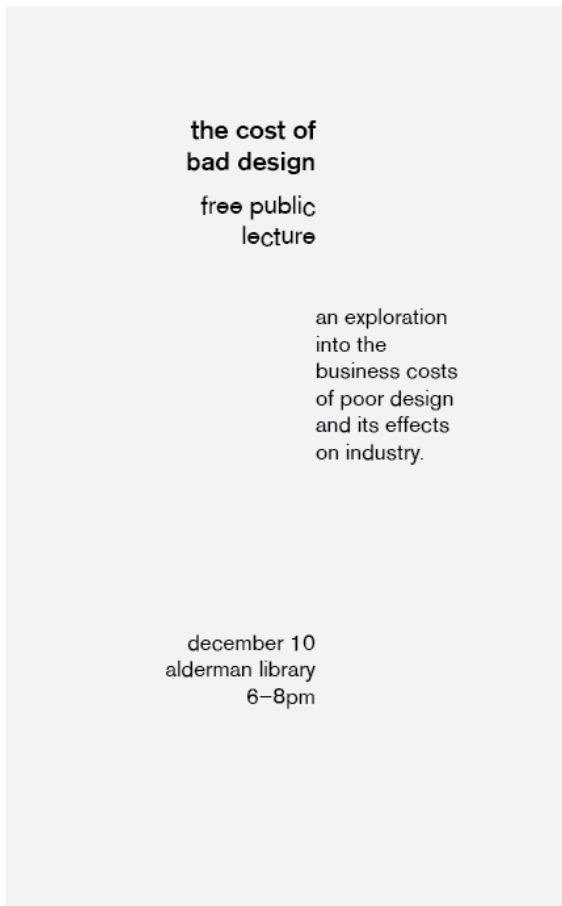 the cost of
bad design
free public
lecture
an exploration
into the
business costs
of poor design
and its effects
on industry.
december 10
alderman library
6–8pm